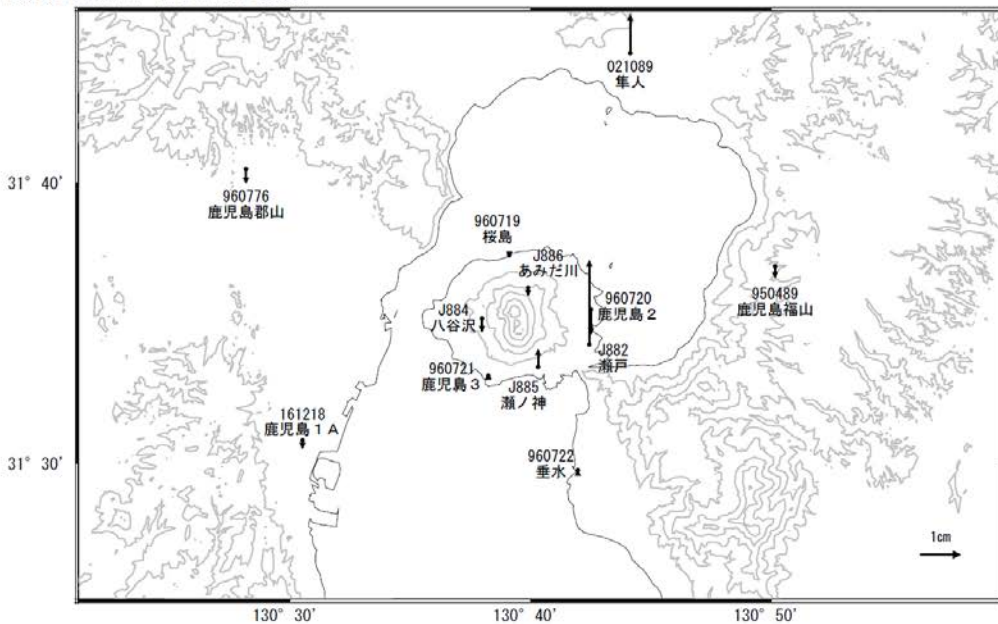 021089
隼人
31° 40'
960776
鹿児島郡山
960719
桜島
J886
あみだ川
950489
鹿児島福山
J884
八谷沢
960720
鹿児島２
J882
瀬戸
960721
鹿児島３
J885
瀬ノ神
161218
鹿児島１Ａ
31° 30'
960722
垂水
1cm
130° 30'
130° 40'
130° 50'